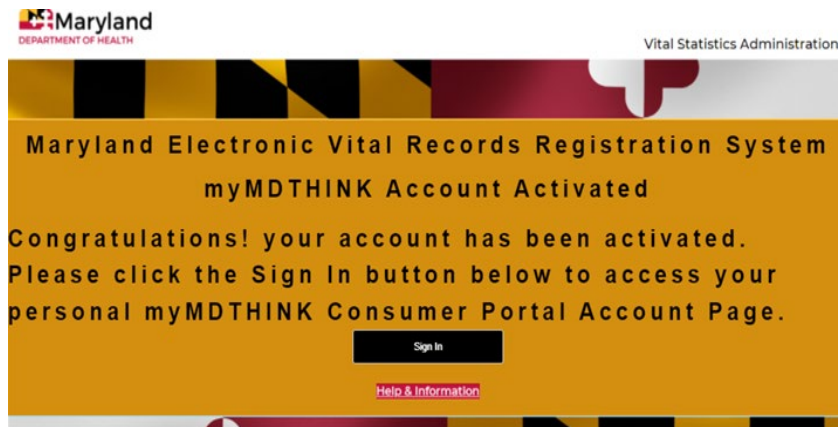 Maryland
DEPARTMENT OF HEALTH
Vital Statistics Administration
Maryland Electronic Vital Records Registration System
myMDTHINK Account Activated
Congratulations! your account has been activated.
Please click the Sign In button below to access your
personal myMDTHINK Consumer Portal Account Page.
Sign In
Help & Information